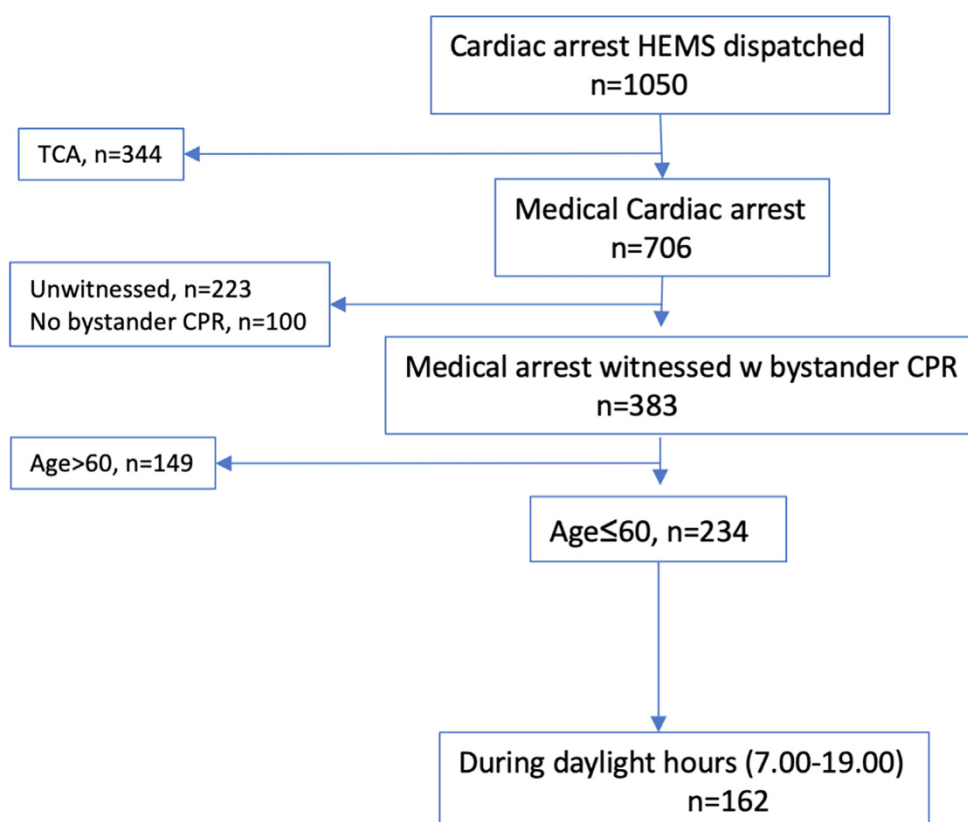 Cardiac arrest HEMS dispatched
n=1050
TCA, n=344
Medical Cardiac arrest
n=706
Unwitnessed, n=223
No bystander CPR, n=100
Medical arrest witnessed w bystander CPR
n=383
Age>60, n=149
Age≤60, n=234
During daylight hours (7.00-19.00)
n=162